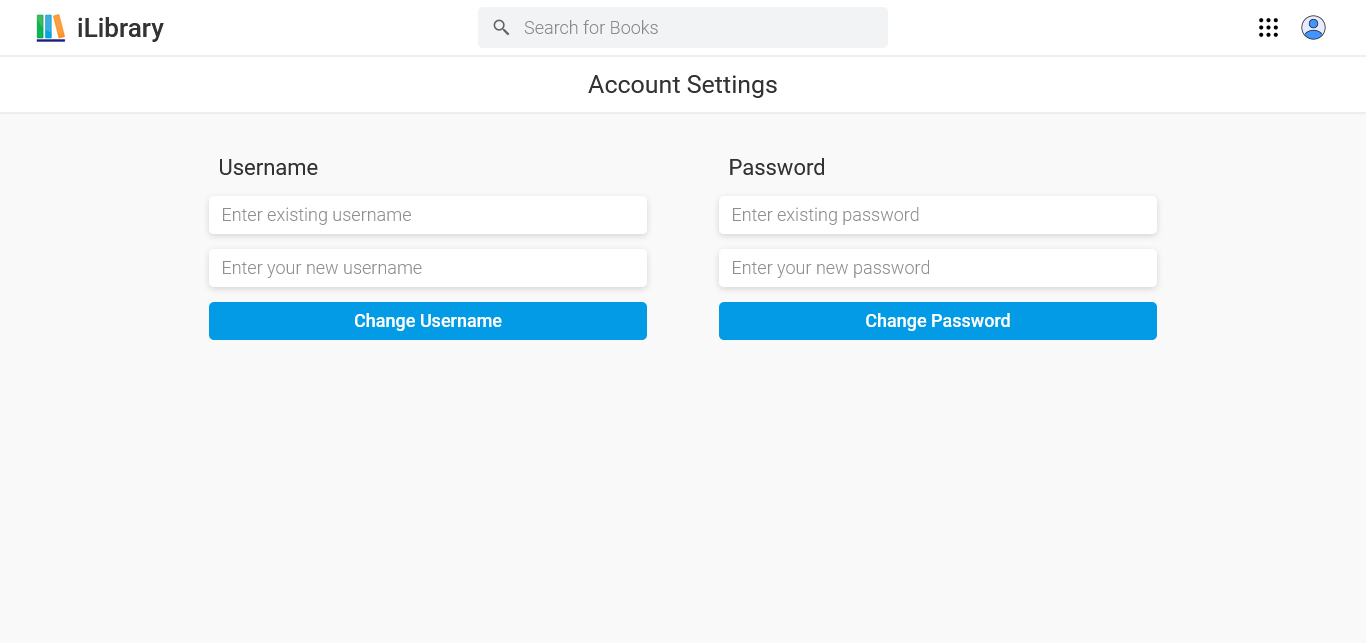 iLibrary
Search for Books
Account Settings
Username
Enter existing username
Enter your new username
Change Username
Password
Enter existing password
Enter your new password
Change Password